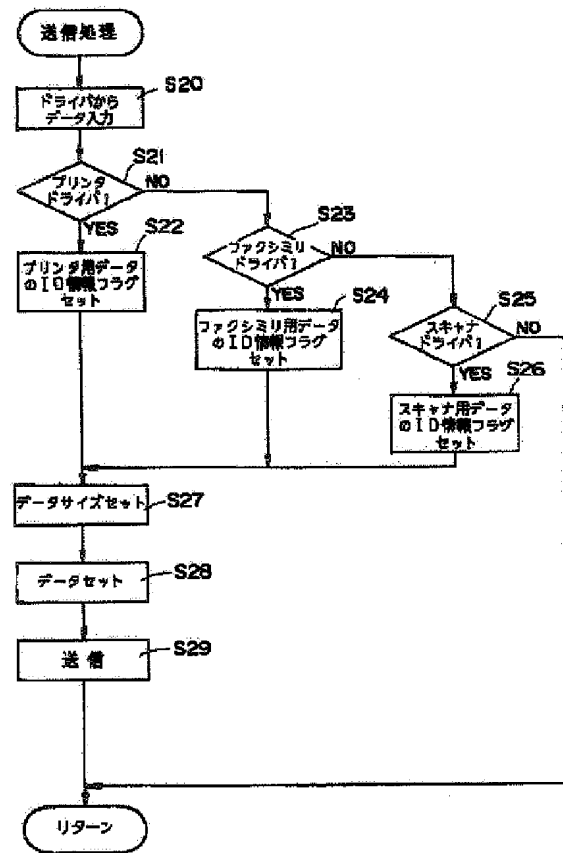 送信処理
S20
ドライバから
データ入力
S21
プリンタ
ドライバ?
NO
YES
S22
プリンタ用データ
のID情報フラグ
セット
S23
ファクシミリ
ドライバ?
NO
YES
S24
ファクシミリ用データ
のID情報フラグ
セット
S25
スキャナ
ドライバ?
NO
YES
S26
スキャナ用データ
のID情報フラグ
セット
データサイズセット
S27
データセット
S28
送信
S29
リターン